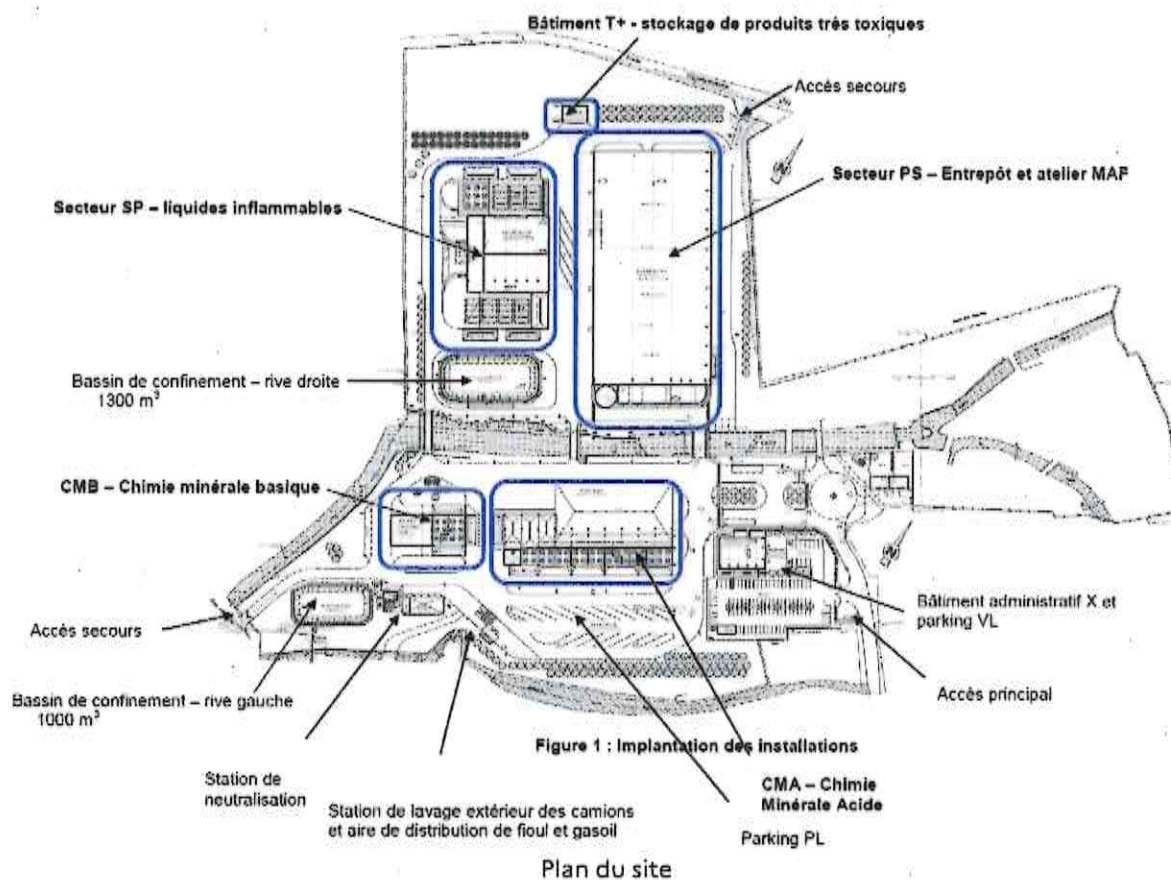 Bâtiment T+ - stockage de produits très toxiques
Accès secours
Secteur PS – Entrepôt et atelier MAF
Secteur SP – liquides inflammables
Bassin de confinement – rive droite
1300 m³
CMB – Chimie minérale basique
Bâtiment administratif X et
parking VL
Accès secours
Accès principal
Bassin de confinement – rive gauche
1000 m³
Figure 1 : Implantation des installations
Station de
neutralisation
CMA – Chimie
Minérale Acide
Station de lavage extérieur des camions
et aire de distribution de fioul et gasoil
Parking PL
Plan du site